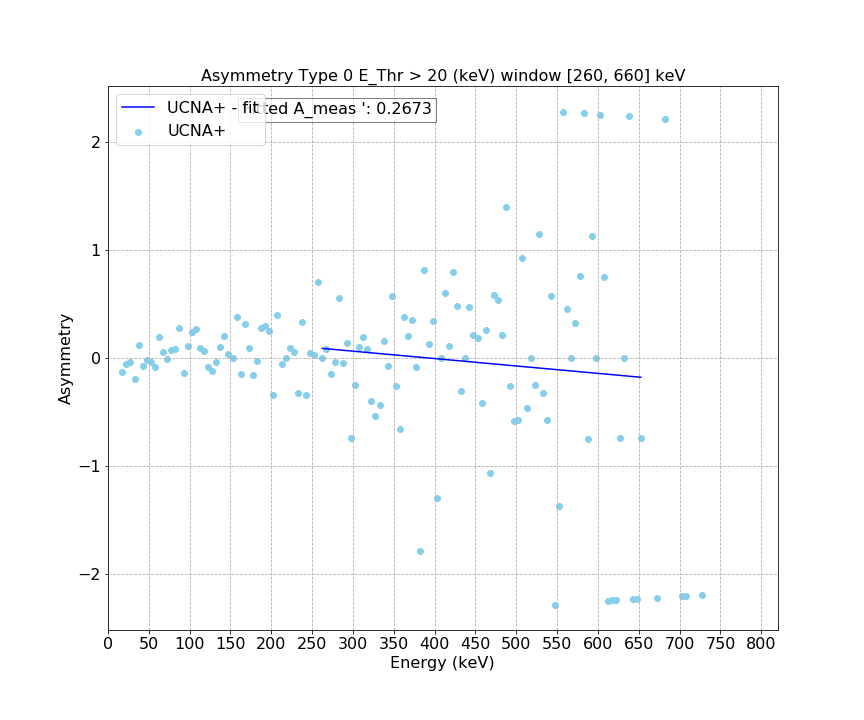 Asymmetry Type 0 E_Thr > 20 (keV) window [260, 660] keV
UCNA+ - fit
ted A_meas ': 0.2673
UCNA+
2
1
0
−1
−2
Asymmetry
0 50 100 150 200 250 300 350 400 450 500 550 600 650 700 750 800
Energy (keV)